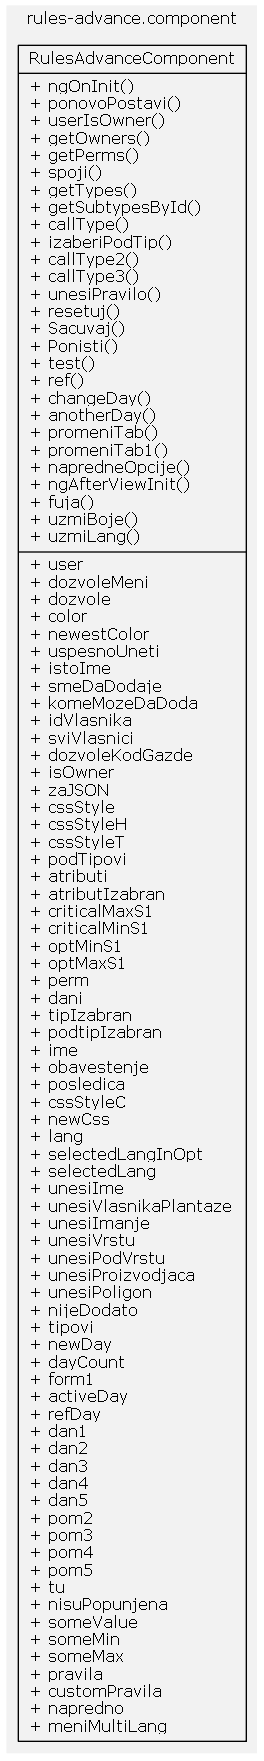 rules-advance.component
RulesAdvanceComponent
+ ngOnInit()
+ ponovoPostavi()
+ userIsOwner()
+ getOwners()
+ getPerms()
+ spoji()
+ getTypes()
+ getSubtypesById()
+ callType()
+ izaberiPodTip()
+ callType2()
+ callType3()
+ unesiPravilo()
+ resetuj()
+ Sacuvaj()
+ Ponisti()
+ test()
+ ref()
+ changeDay()
+ anotherDay()
+ promeniTab()
+ promeniTab1()
+ napredneOpcije()
+ ngAfterViewInit()
+ fuja()
+ uzmiBoje()
+ uzmiLang()
+ user
+ dozvoleMeni
+ dozvole
+ color
+ newestColor
+ uspesnoUneti
+ istoIme
+ smeDaDodaje
+ komeMozeDaDoda
+ idVlasnika
+ sviVlasnici
+ dozvoleKodGazde
+ isOwner
+ zaJSON
+ cssStyle
+ cssStyleH
+ cssStyleT
+ podTipovi
+ atributi
+ atributIzabran
+ criticalMaxS1
+ criticalMinS1
+ optMinS1
+ optMaxS1
+ perm
+ dani
+ tipIzabran
+ podtipIzabran
+ ime
+ obavestenje
+ posledica
+ cssStyleC
+ newCss
+ lang
+ selectedLangInOpt
+ selectedLang
+ unesiIme
+ unesiVlasnikaPlantaze
+ unesiImanje
+ unesiVrstu
+ unesiPodVrstu
+ unesiProizvodjaca
+ unesiPoligon
+ nijeDodato
+ tipovi
+ newDay
+ dayCount
+ form1
+ activeDay
+ refDay
+ dan1
+ dan2
+ dan3
+ dan4
+ dan5
+ pom2
+ pom3
+ pom4
+ pom5
+ tu
+ nisuPopunjena
+ someValue
+ someMin
+ someMax
+ pravila
+ customPravila
+ napredno
+ meniMultiLang